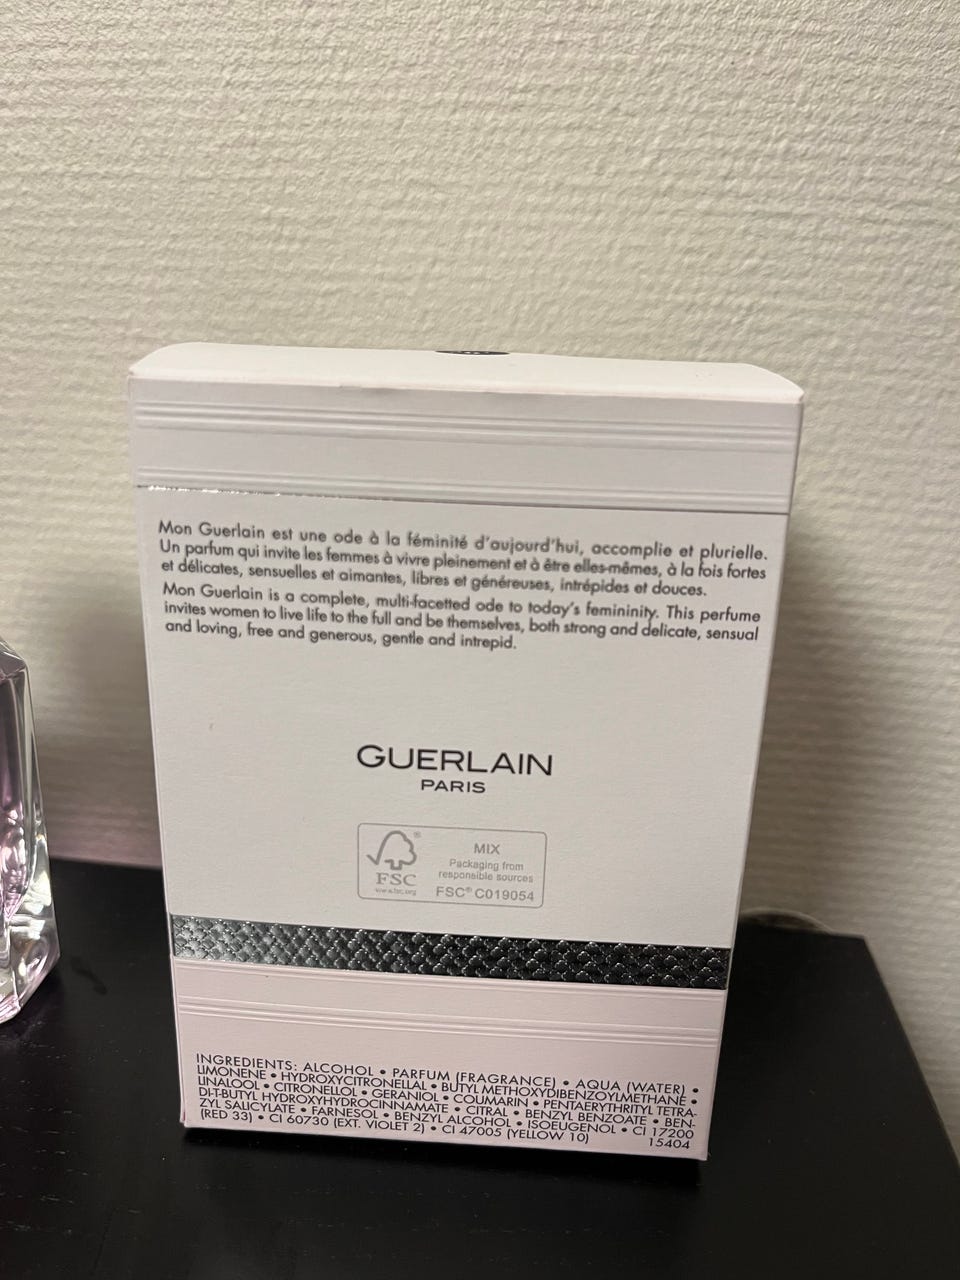 Mon Guerlain est une ode à la féminité d'aujourd'hui, accomplie et plurielle.
Un parfum qui invite les femmes à vivre pleinement et à être elles-mêmes, à la fois fortes
et délicates, sensuelles et aimantes, libres et généreuses, intrépides et douces.
Mon Guerlain is a complete, multi-facetted ode to today's femininity. This perfume
invites women to live life to the full and be themselves, both strong and delicate, sensual
and loving, free and generous, gentle and intrepid.
GUERLAIN
PARIS
FSC®
www.fsc.org
MIX
Packaging from
responsible sources
FSC® C019054
INGREDIENTS: ALCOHOL • PARFUM (FRAGRANCE) • AQUA (WATER) •
LIMONENE • HYDROXYCITRONELLAL • BUTYL METHOXYDIBENZOYLMETHANE •
LINALOOL • CITRONELLOL • GERANIOL • COUMARIN • PENTAERYTHRITYL TETRA-
DI-T-BUTYL HYDROXYHYDROCINNAMATE • CITRAL • BENZYL BENZOATE • BEN-
ZYL SALICYLATE • FARNESOL • BENZYL ALCOHOL • ISOEUGENOL • CI 17200
(RED 33) • CI 60730 (EXT. VIOLET 2) • CI 47005 (YELLOW 10)
15404